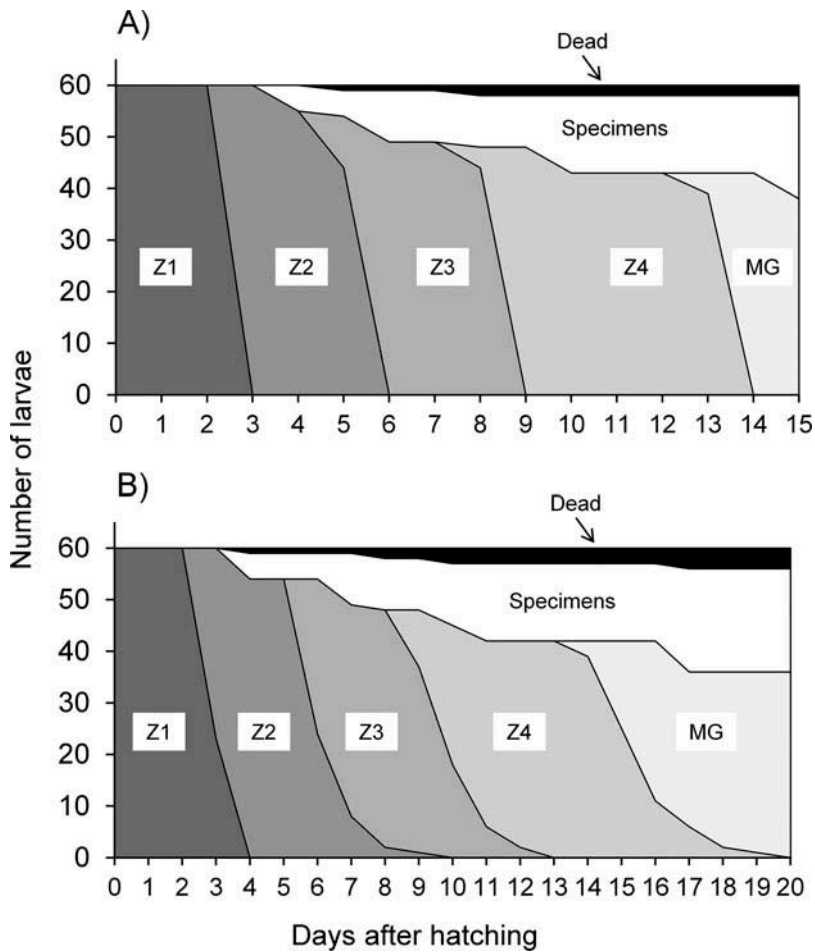 A)
Dead
60
50
40
30
20
10
0
Specimens
Z1
Z2
Z3
Z4
MG
0 1 2 3 4 5 6 7 8 9 10 11 12 13 14 15
B)
Dead
60
50
40
30
20
10
0
Specimens
Z1
Z2
Z3
Z4
MG
0 1 2 3 4 5 6 7 8 9 10 11 12 13 14 15 16 17 18 19 20
Number of larvae
Days after hatching